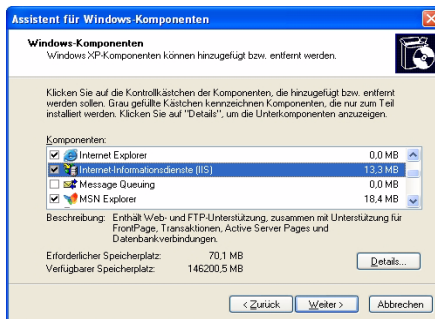 Assistent für Windows-Komponenten
Windows-Komponenten
Windows XP-Komponenten können hinzugefügt bzw. entfernt werden.
Klicken Sie auf die Kontrollkästchen der Komponenten, die hinzugefügt bzw. entfernt
werden sollen. Grau gefüllte Kästchen kennzeichnen Komponenten, die nur zum Teil
installiert werden. Klicken Sie auf "Details", um die Unterkomponenten anzuzeigen.
Komponenten:
Internet Explorer 0,0 MB
Internet-Informationsdienste (IIS) 13,3 MB
Message Queuing 0,0 MB
MSN Explorer 18,4 MB
Beschreibung: Enthält Web- und FTP-Unterstützung, zusammen mit Unterstützung für
FrontPage, Transaktionen, Active Server Pages und
Datenbankverbindungen.
Erforderlicher Speicherplatz: 70,1 MB
Verfügbarer Speicherplatz: 146200,5 MB
Details...
< Zurück Weiter > Abbrechen